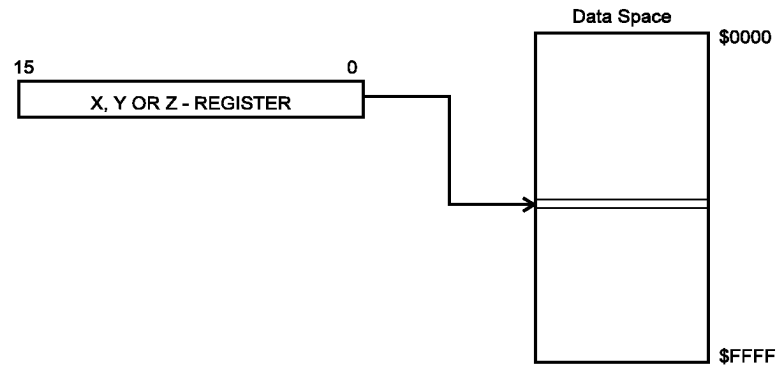 Data Space
$0000
15 0
X, Y OR Z - REGISTER
$FFFF